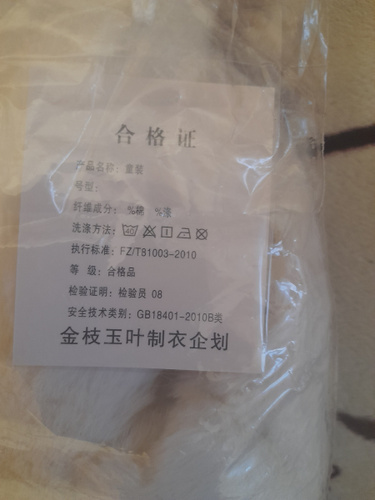 合格证
产品名称: 童装
号型:
纤维成分: %棉 %涤
洗涤方法:
执行标准: FZ/T81003-2010
等 级: 合格品
检验证明: 检验员 08
安全技术类别: GB18401-2010B类
金枝玉叶制衣企划